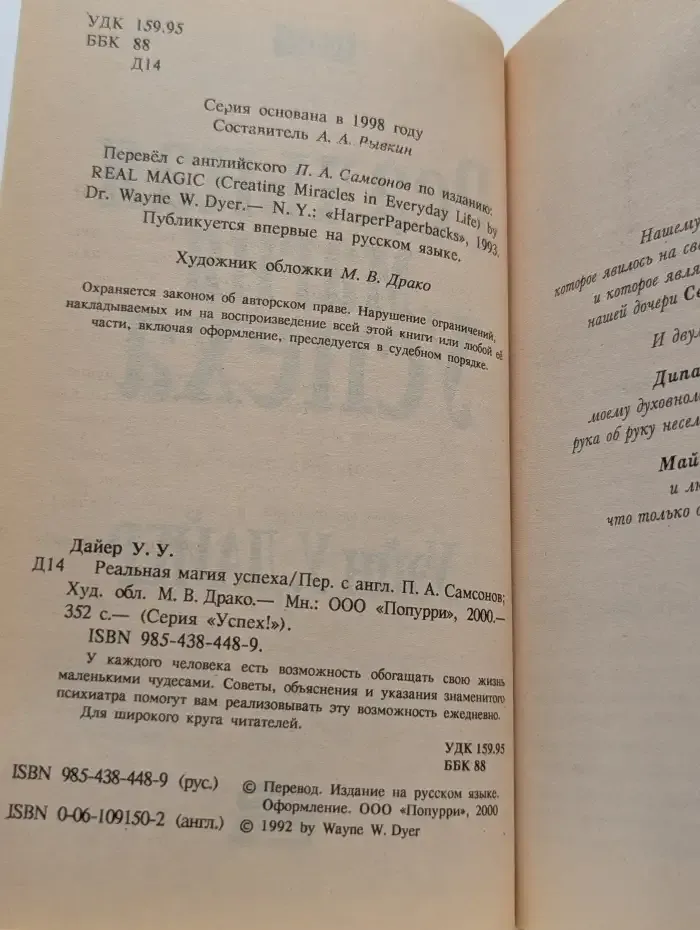 УДК 159.95
ББК 88
Д14
Серия основана в 1998 году
Составитель А. А. Рывкин
Перевёл с английского П. А. Самсонов по изданию:
REAL MAGIC (Creating Miracles in Everyday Life) by
Dr. Wayne W. Dyer.— N. Y.: «HarperPaperbacks», 1993.
Публикуется впервые на русском языке.
Художник обложки М. В. Драко
Охраняется законом об авторском праве. Нарушение ограничений,
накладываемых им на воспроизведение всей этой книги или любой её
части, включая оформление, преследуется в судебном порядке.
Дайер У. У.
Д14 Реальная магия успеха/Пер. с англ. П. А. Самсонов;
Худ. обл. М. В. Драко.— Мн.: ООО «Попурри», 2000.—
352 с.— (Серия «Успех!»).
ISBN 985-438-448-9.
У каждого человека есть возможность обогащать свою жизнь
маленькими чудесами. Советы, объяснения и указания знаменитого
психиатра помогут вам реализовывать эту возможность ежедневно.
Для широкого круга читателей.
УДК 159.95
ББК 88
ISBN 985-438-448-9 (рус.) © Перевод. Издание на русском языке.
Оформление. ООО «Попурри», 2000
ISBN 0-06-109150-2 (англ.) © 1992 by Wayne W. Dyer
Нашему
которое явилось на св
и которое явля
нашей дочери Се
И двум
Дипа
моему духовном
рука об руку несел
Май
и лю
что только